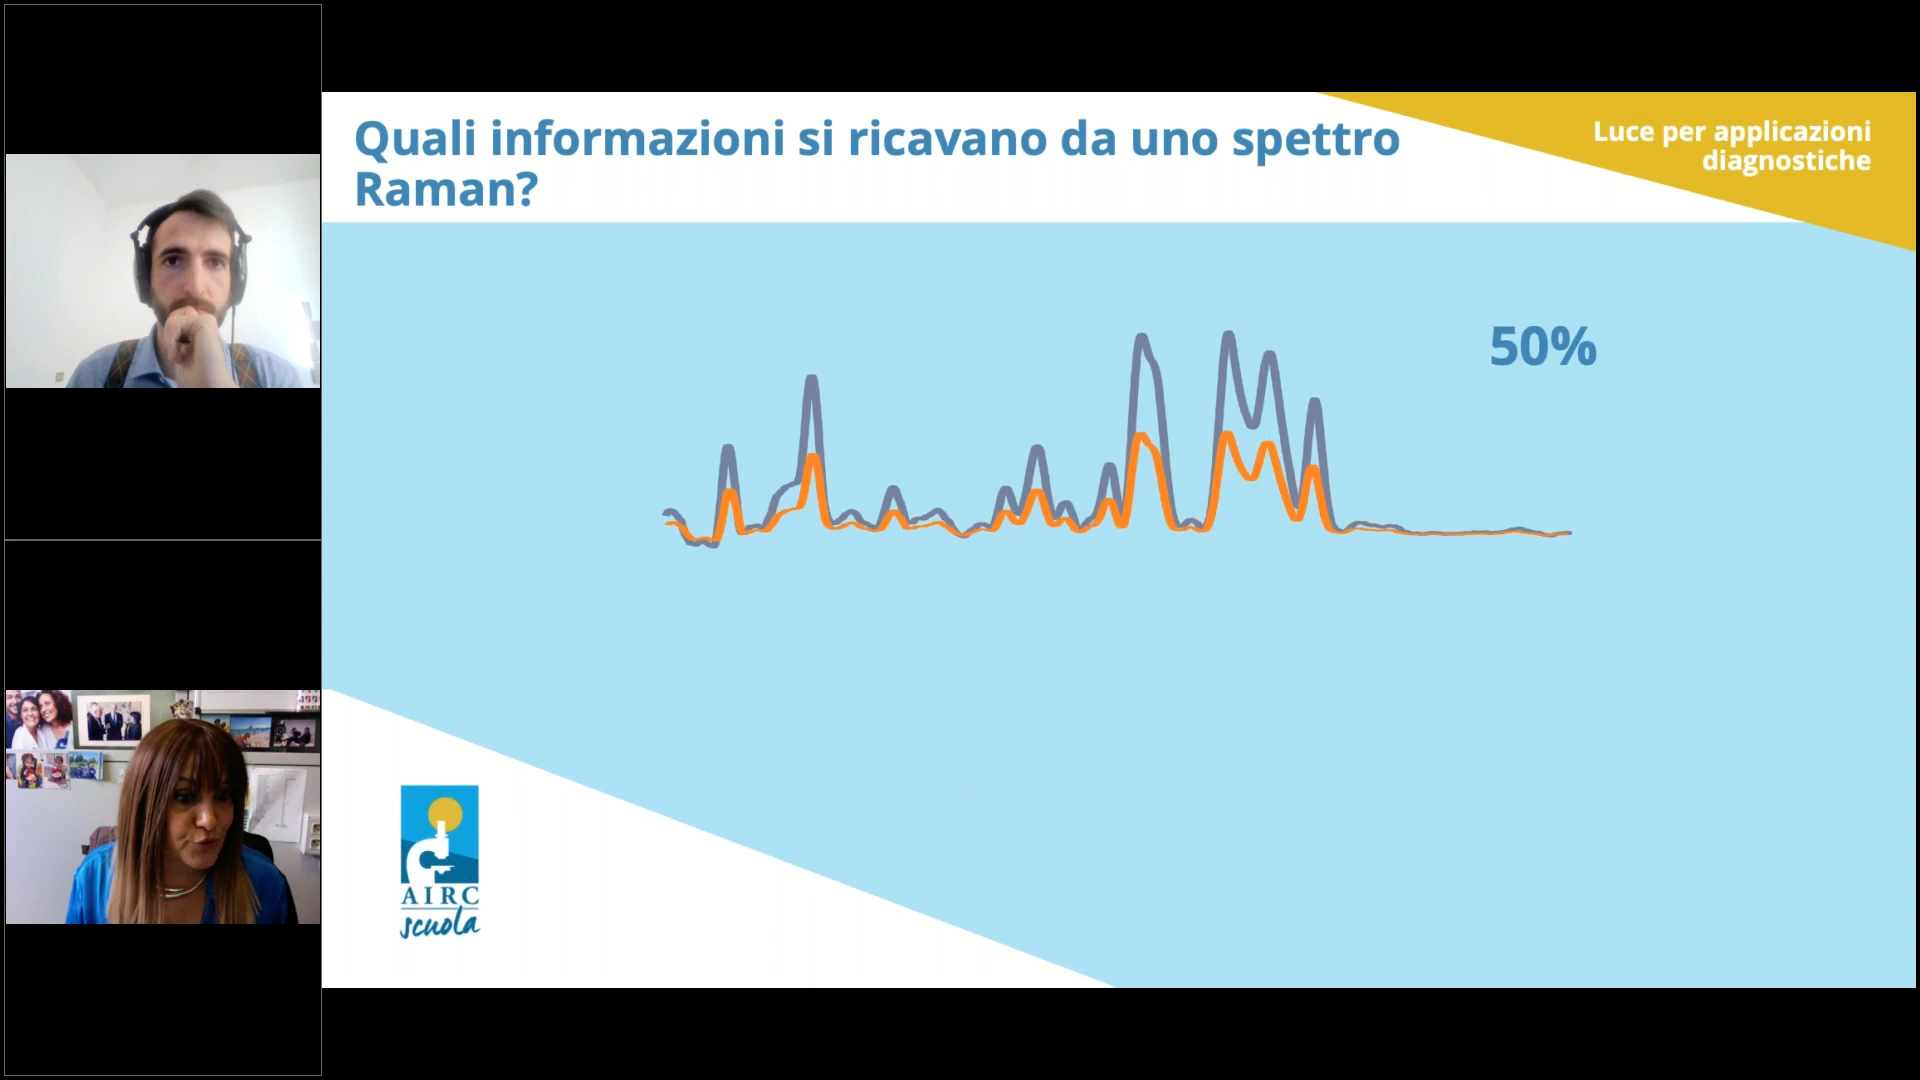 Quali informazioni si ricavano da uno spettro
Raman?
Luce per applicazioni
diagnostiche
50%
AIRC
scuola